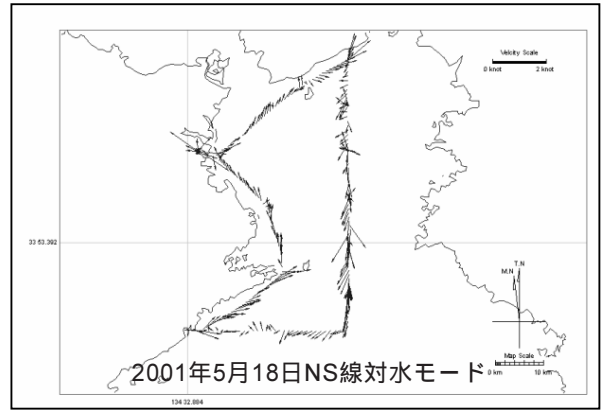 Velocity Scale
0 knot 2 knot
33 53.392
T.N
M.N
Map Scale
0 km 10 km
2001年5月18日NS線対水モード
134 32.884